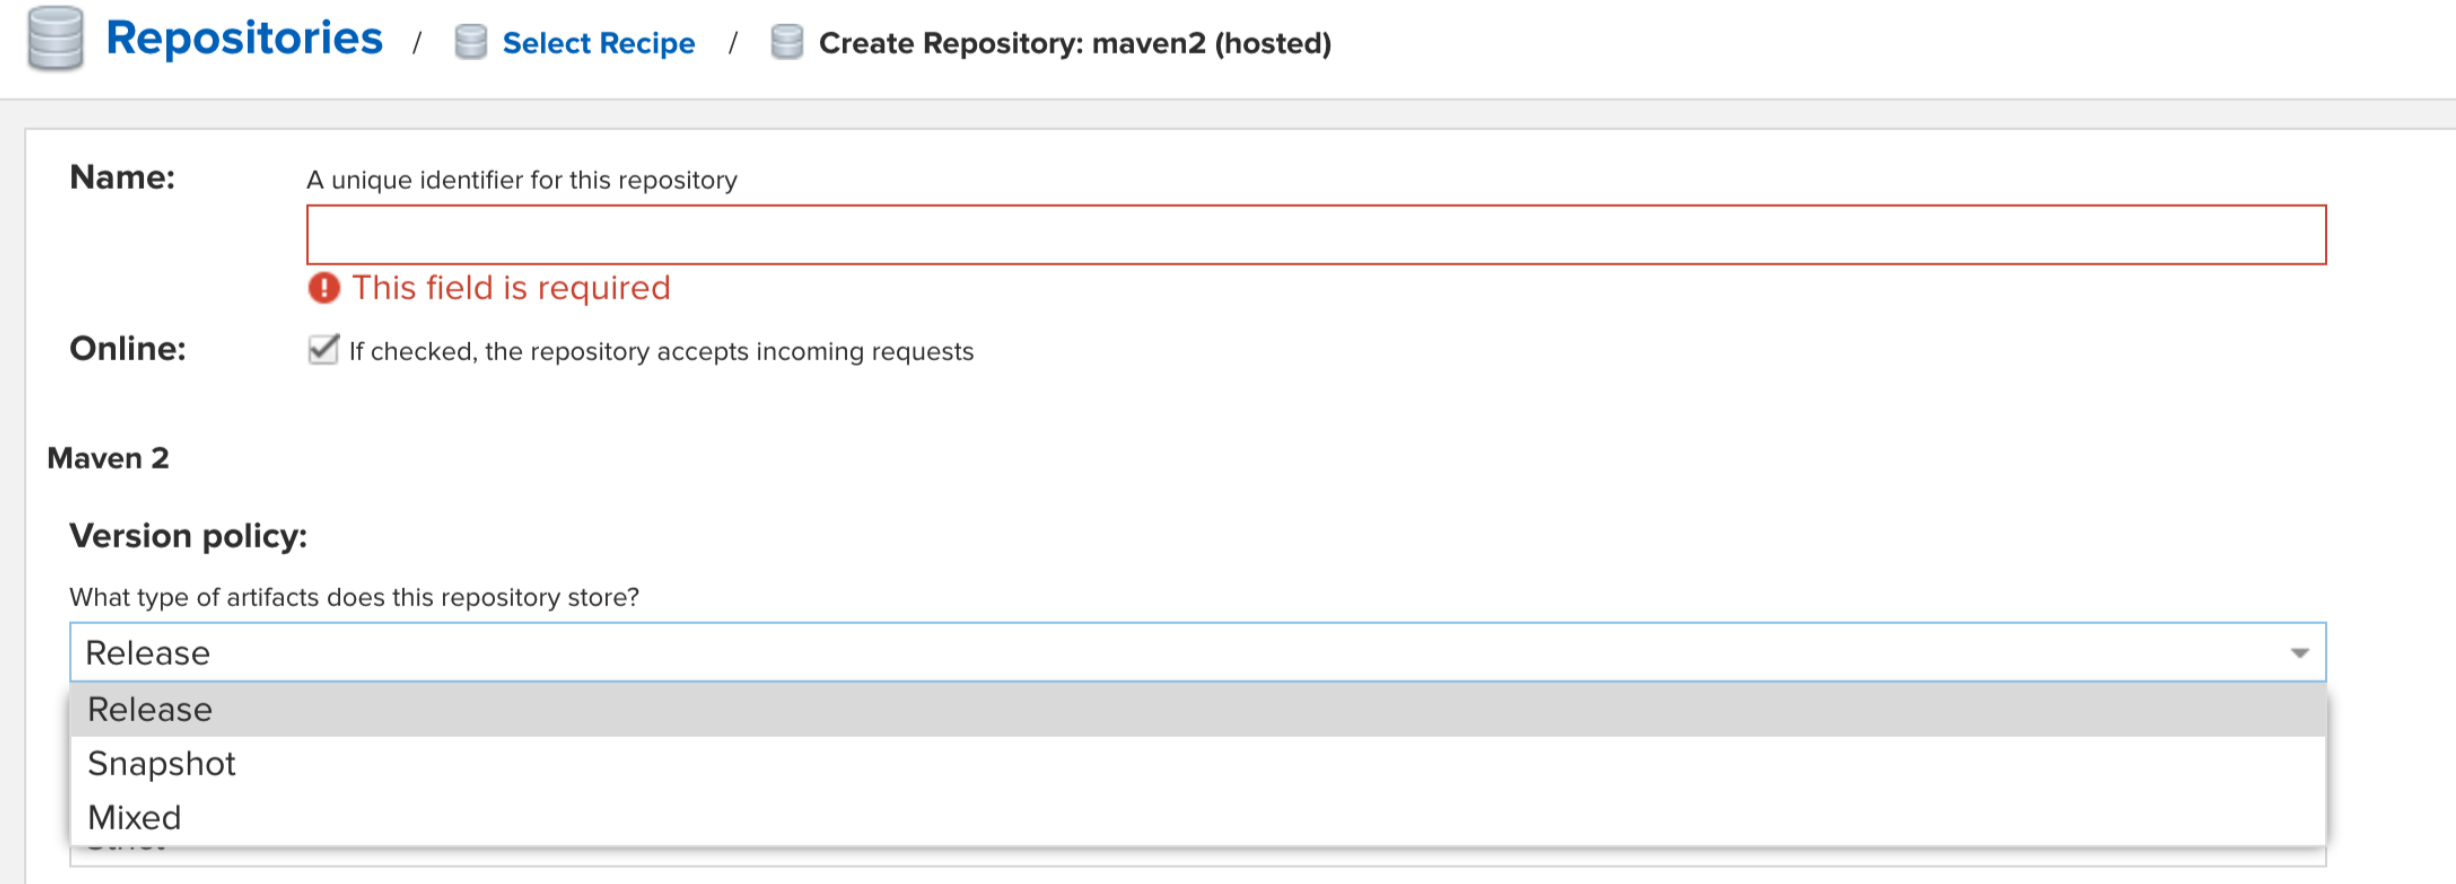 Repositories / Select Recipe / Create Repository: maven2 (hosted)
Name: A unique identifier for this repository
This field is required
Online: If checked, the repository accepts incoming requests
Maven 2
Version policy:
What type of artifacts does this repository store?
Release
Release
Snapshot
Mixed